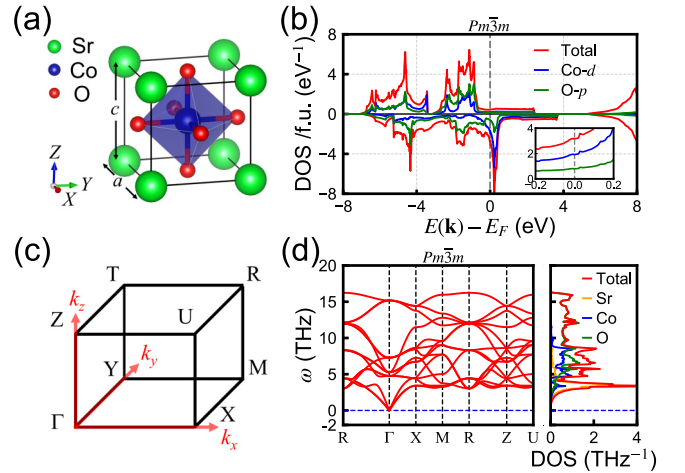 (a)
Sr
Co
O
c
a
Z
Y
X
(b)
Pm3̅m
DOS /f.u. (eV⁻¹)
8
4
0
−4
−8
Total
Co-d
O-p
4
3
2
1
0
−0.2 0.0 0.2
−8 −4 0 4 8
E(k) − E_F (eV)
(c)
T R
k_z
Z U
Y k_y M
Γ X
k_x
(d)
Pm3̅m
ω (THz)
20
15
10
5
0
−2
R Γ X M R Z U
Total
Sr
Co
O
0 2 4
DOS (THz⁻¹)